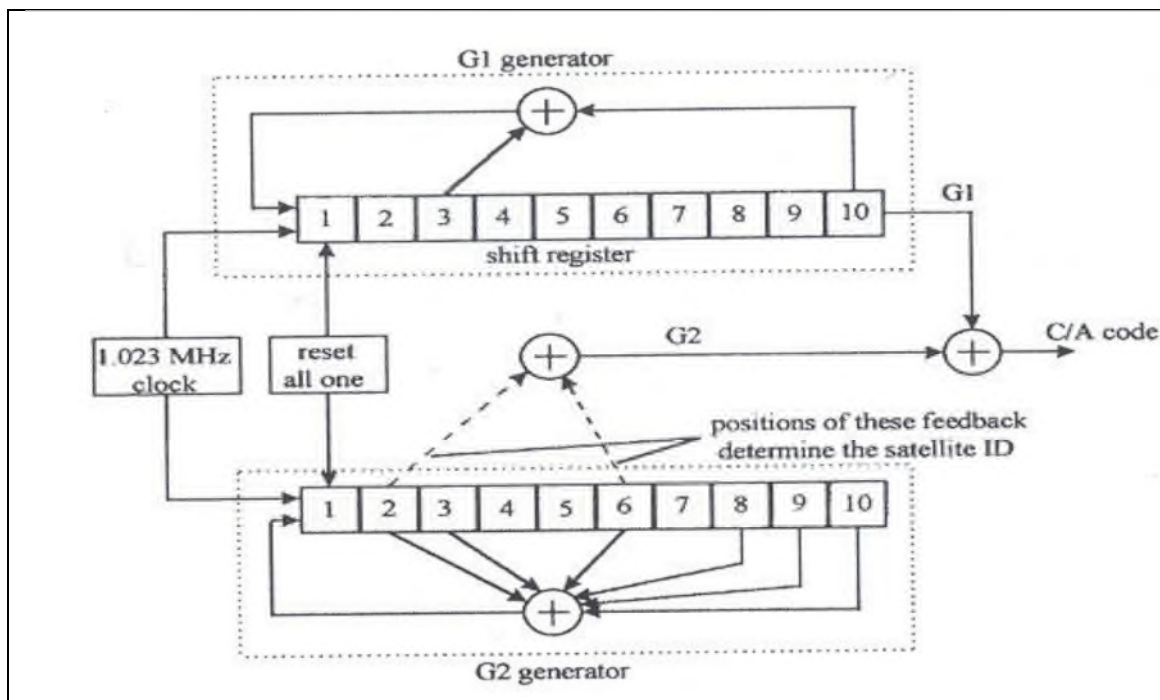 G1 generator
1 2 3 4 5 6 7 8 9 10
G1
shift register
1.023 MHz
clock
reset
all one
G2
C/A code
positions of these feedback
determine the satellite ID
1 2 3 4 5 6 7 8 9 10
G2 generator